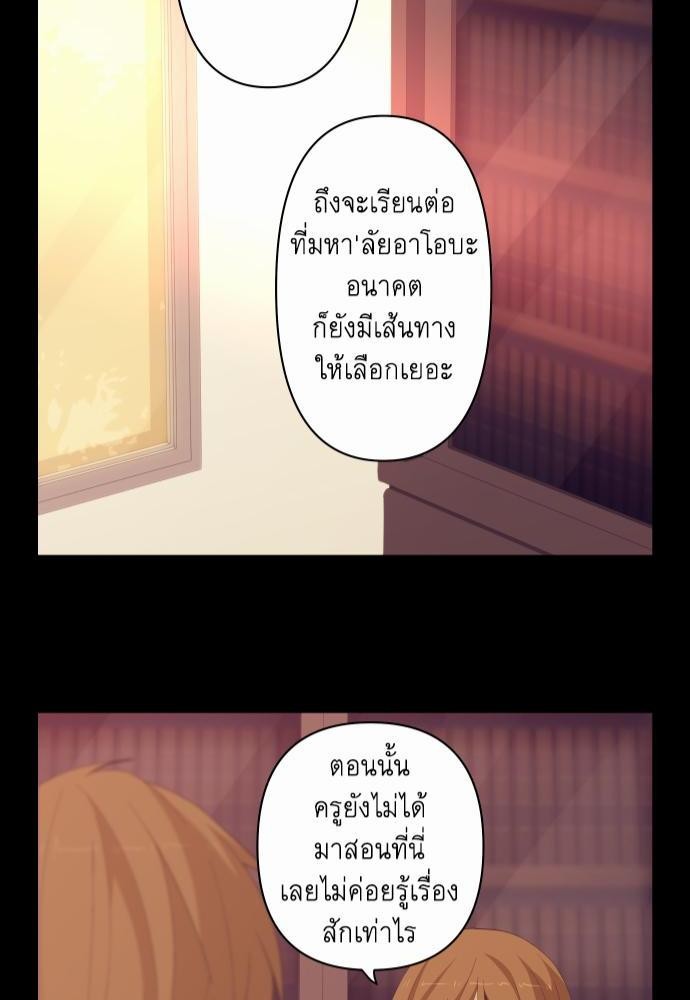 ถึงจะเรียนต่อ
ที่มหา'ลัยอาโอบะ
อนาคต
ก็ยังมีเส้นทาง
ให้เลือกเยอะ
ตอนนั้น
ครูยังไม่ได้
มาสอนที่นี่
เลยไม่ค่อยรู้เรื่อง
สักเท่าไร